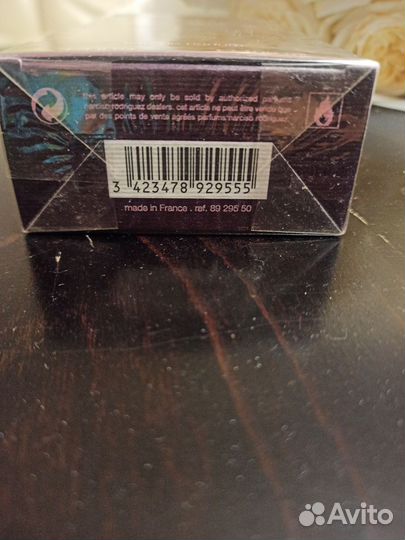 this article may only be sold by authorized parfums
narciso rodriguez dealers. cet article ne peut être vendu que
par des points de vente agréés parfums narciso rodriguez.
3 423478 929555
made in France . ref. 89 295 50
Avito